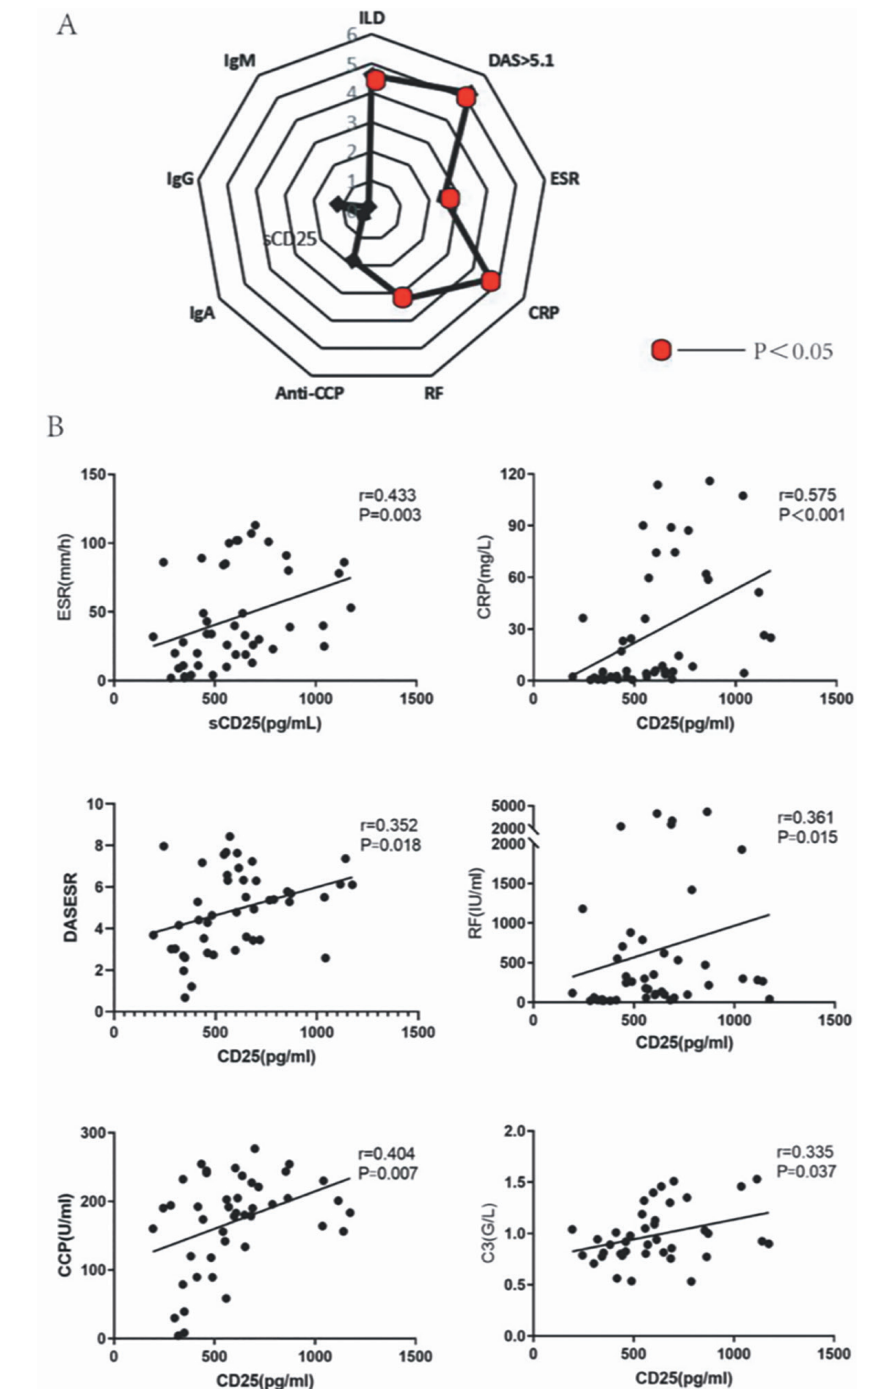 A
ILD
6
IgM
DAS>5.1
5
4
3
2
IgG
ESR
1
0
sCD25
IgA
CRP
P<0.05
Anti-CCP
RF
B
150
r=0.433
P=0.003
100
ESR(mm/h)
50
0
0 500 1000 1500
sCD25(pg/mL)
120
r=0.575
P<0.001
90
CRP(mg/L)
60
30
0
0 500 1000 1500
CD25(pg/ml)
10
r=0.352
P=0.018
8
6
DASESR
4
2
0
0 500 1000 1500
CD25(pg/ml)
5000
r=0.361
P=0.015
2000
2000
1500
RF(IU/ml)
1000
500
0
0 500 1000 1500
CD25(pg/ml)
300
r=0.404
P=0.007
200
CCP(U/ml)
100
0
0 500 1000 1500
CD25(pg/ml)
2.0
r=0.335
P=0.037
1.5
C3(G/L)
1.0
0.5
0.0
0 500 1000 1500
CD25(pg/ml)